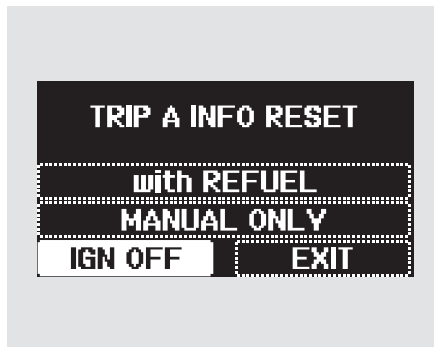 TRIP A INFO RESET
with REFUEL
MANUAL ONLY
IGN OFF EXIT